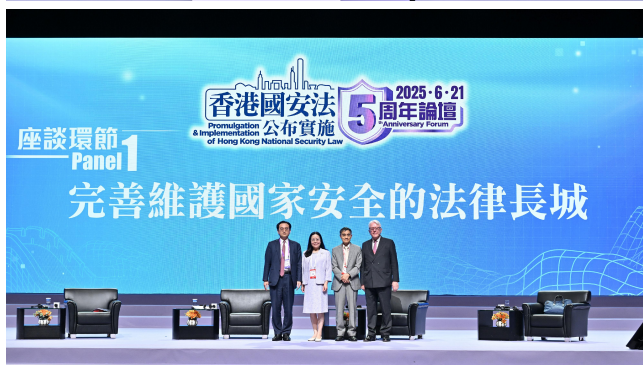 香港國安法
Promulgation
& Implementation
公布實施
of Hong Kong National Security Law
5
2025·6·21
周年論壇
th Anniversary Forum
座談環節
Panel 1
完善維護國家安全的法律長城